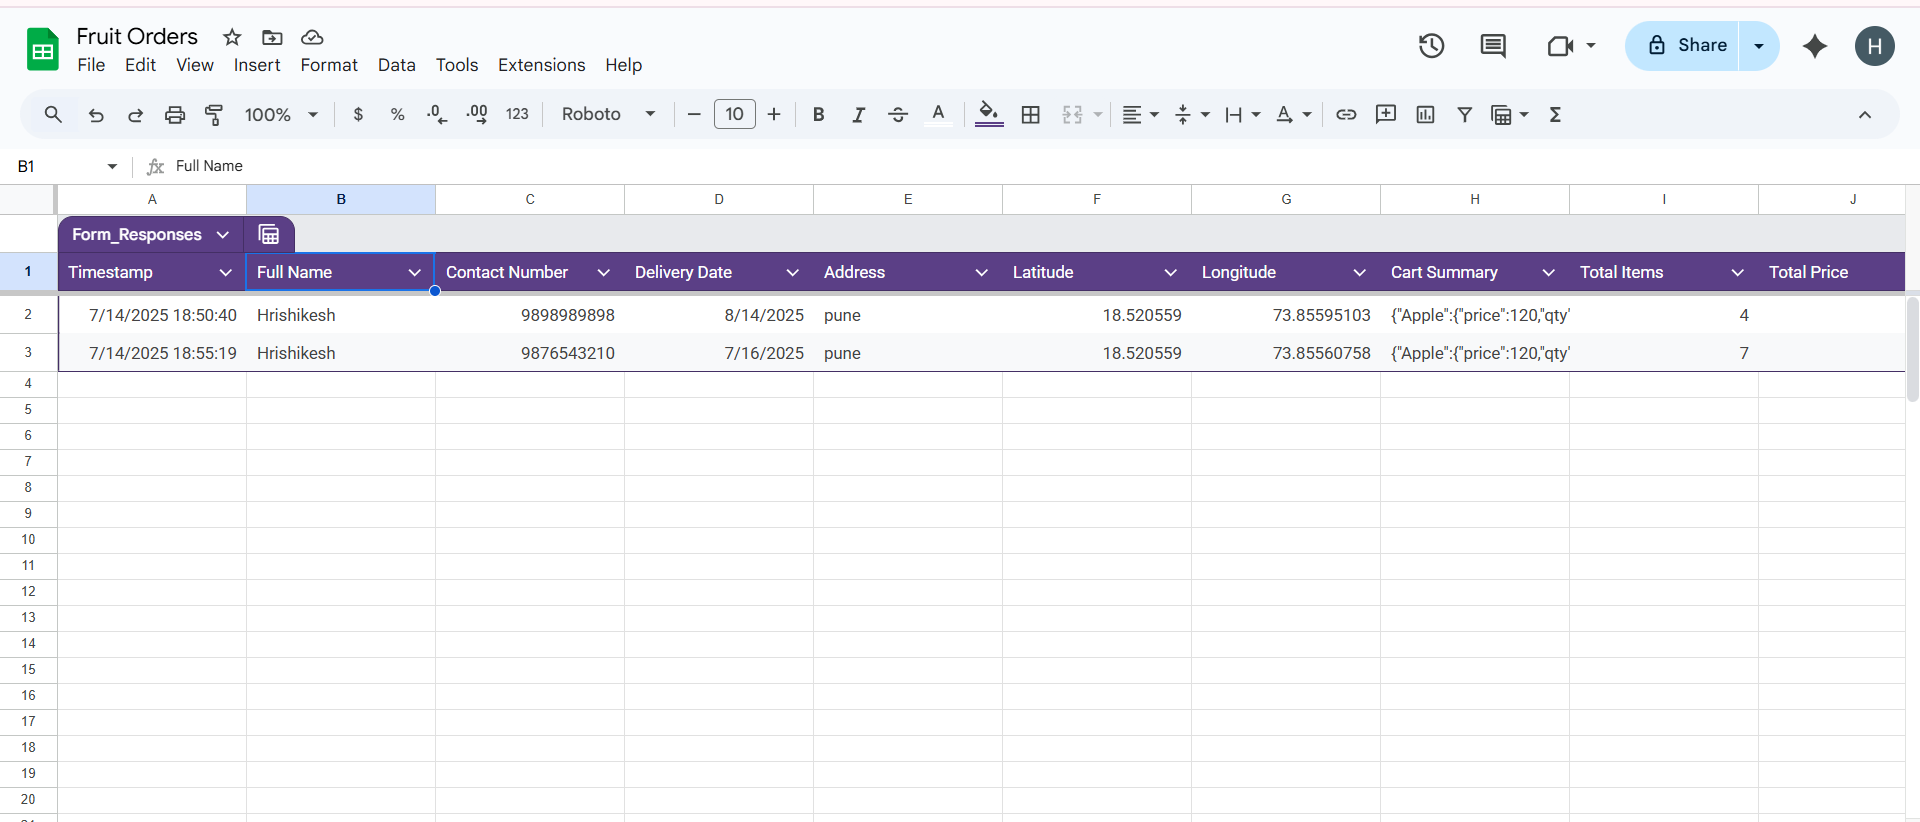 Fruit Orders
File Edit View Insert Format Data Tools Extensions Help
Share
H
100% $ % .0 .00 123 Roboto 10 B I A Σ
B1 fx Full Name
A B C D E F G H I J
Form_Responses
1 Timestamp Full Name Contact Number Delivery Date Address Latitude Longitude Cart Summary Total Items Total Price
2 7/14/2025 18:50:40 Hrishikesh 9898989898 8/14/2025 pune 18.520559 73.85595103 {"Apple":{"price":120,"qty" 4
3 7/14/2025 18:55:19 Hrishikesh 9876543210 7/16/2025 pune 18.520559 73.85560758 {"Apple":{"price":120,"qty" 7
4
5
6
7
8
9
10
11
12
13
14
15
16
17
18
19
20